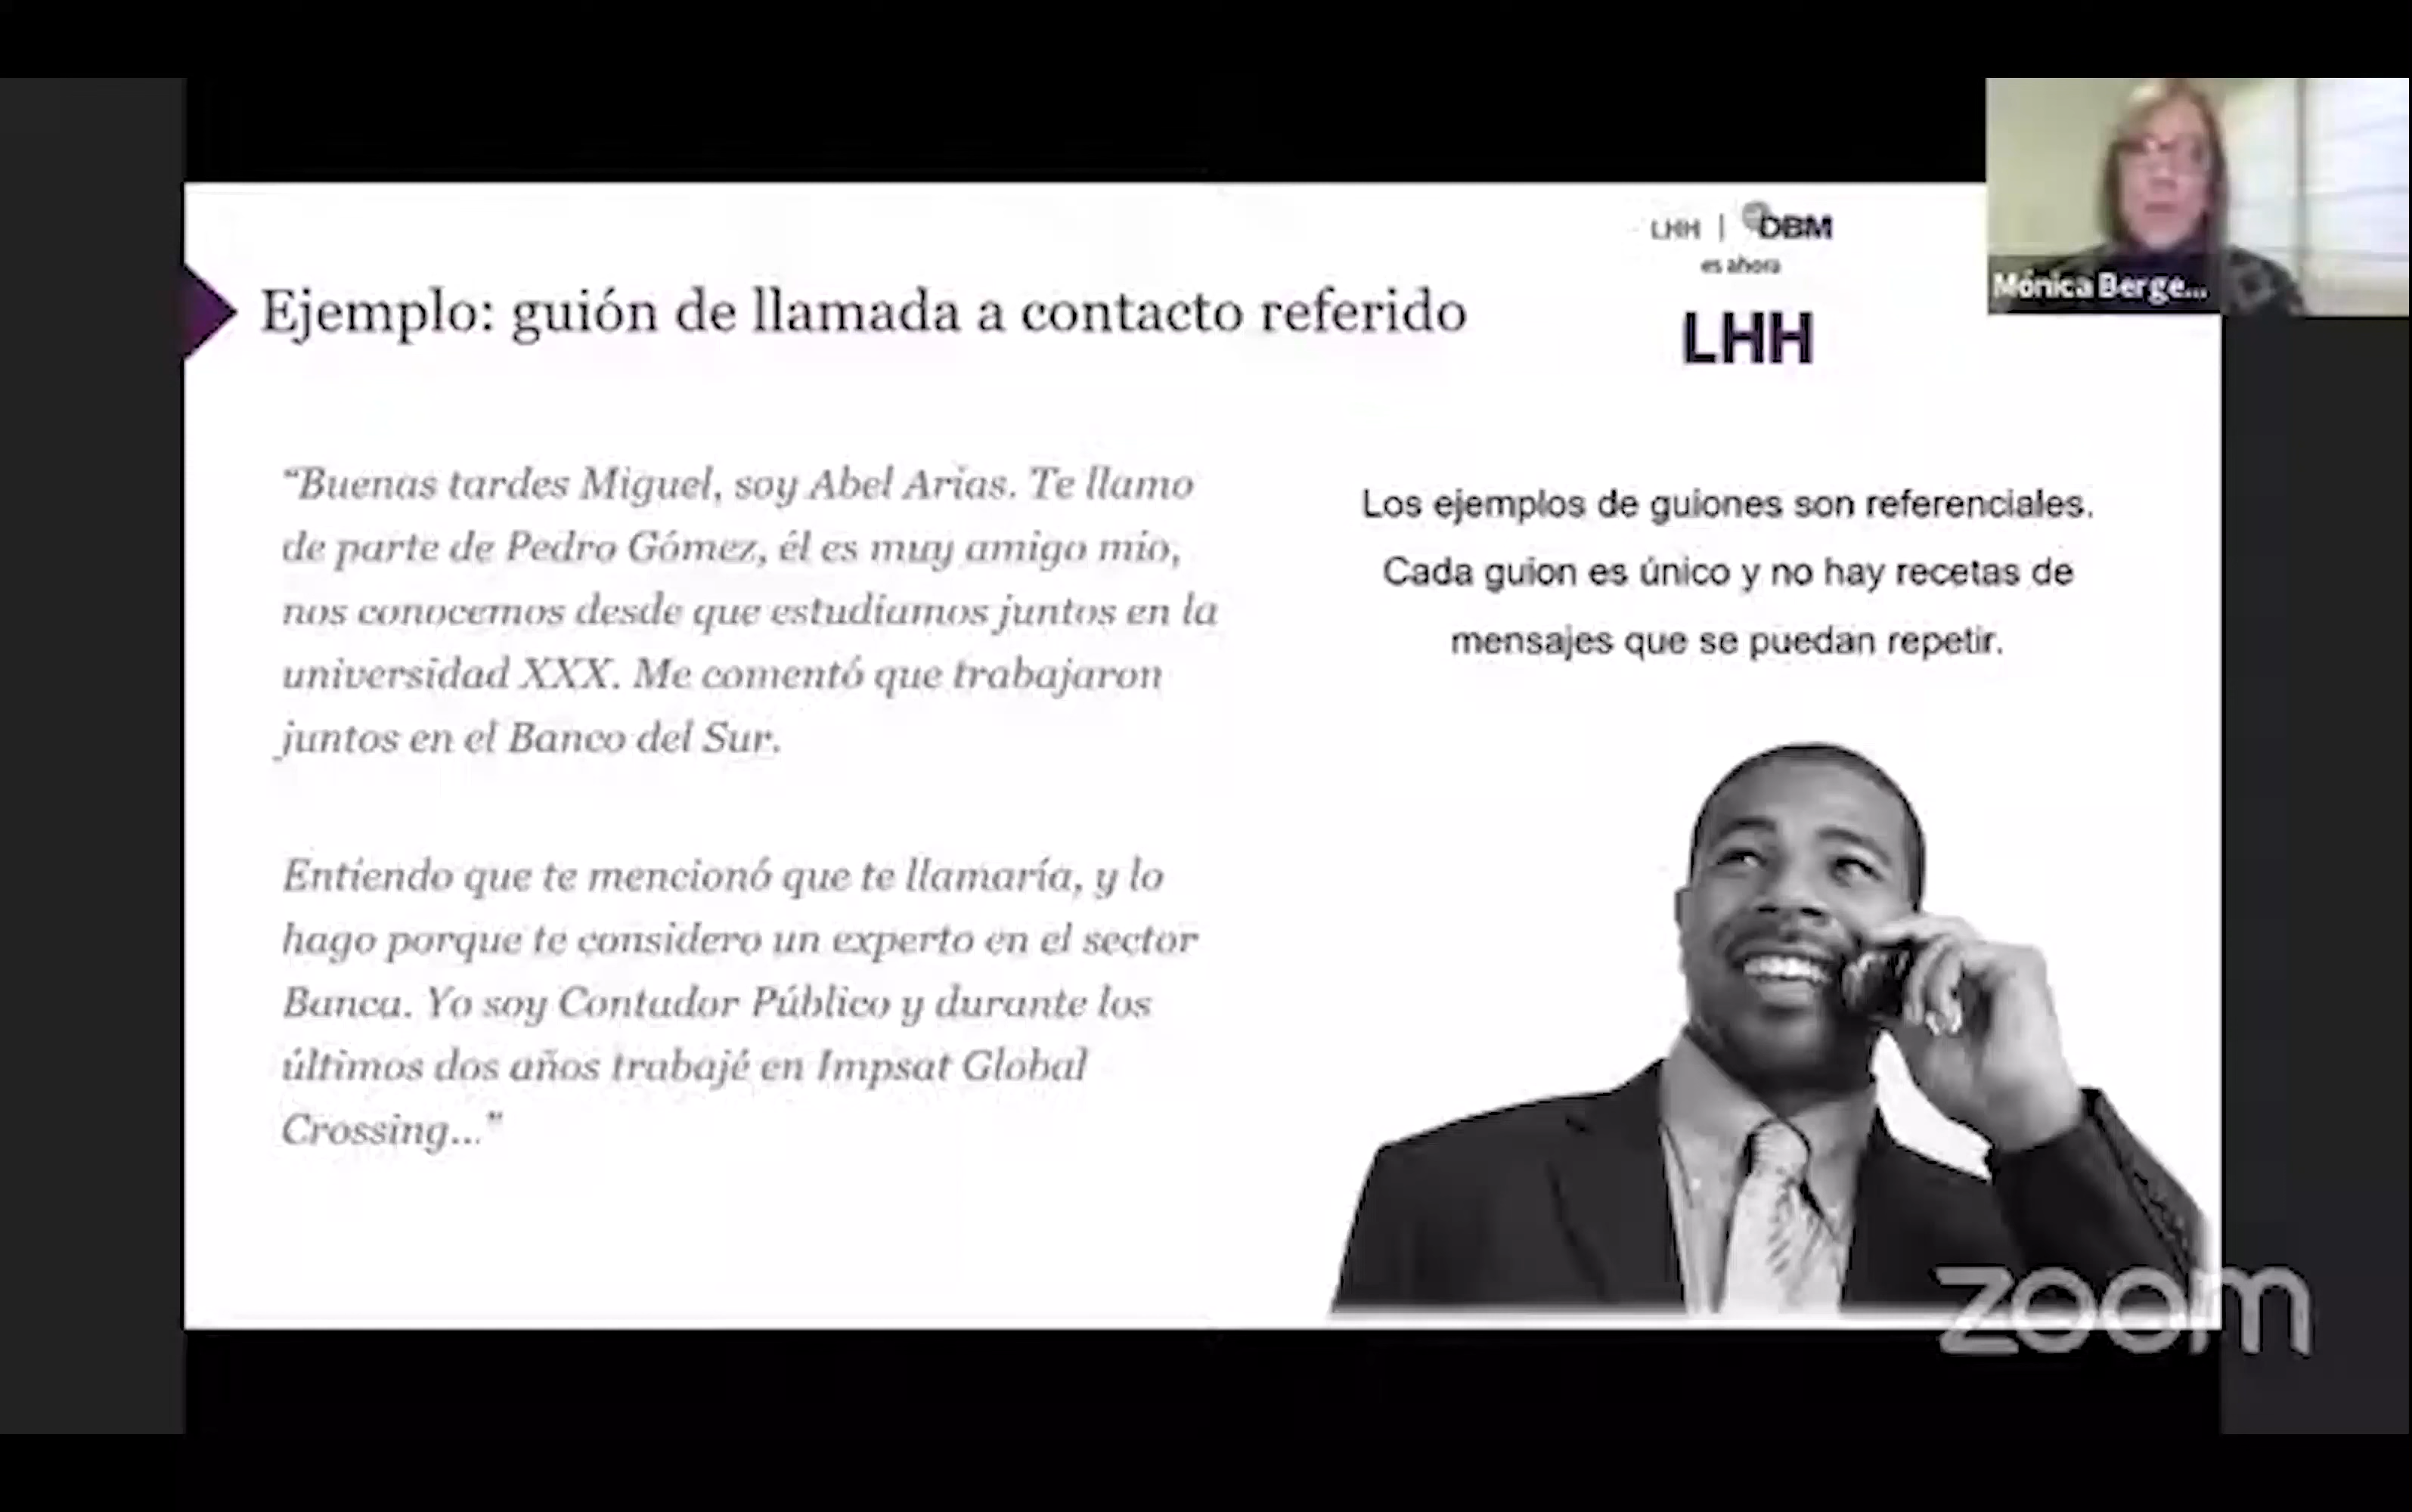 LHH | DBM
es ahora
LHH
Mónica Berge...
Ejemplo: guión de llamada a contacto referido
“Buenas tardes Miguel, soy Abel Arias. Te llamo
de parte de Pedro Gómez, él es muy amigo mío,
nos conocemos desde que estudiamos juntos en la
universidad XXX. Me comentó que trabajaron
juntos en el Banco del Sur.
Entiendo que te mencionó que te llamaría, y lo
hago porque te considero un experto en el sector
Banca. Yo soy Contador Público y durante los
últimos dos años trabajé en Impsat Global
Crossing...”
Los ejemplos de guiones son referenciales.
Cada guion es único y no hay recetas de
mensajes que se puedan repetir.
zoom